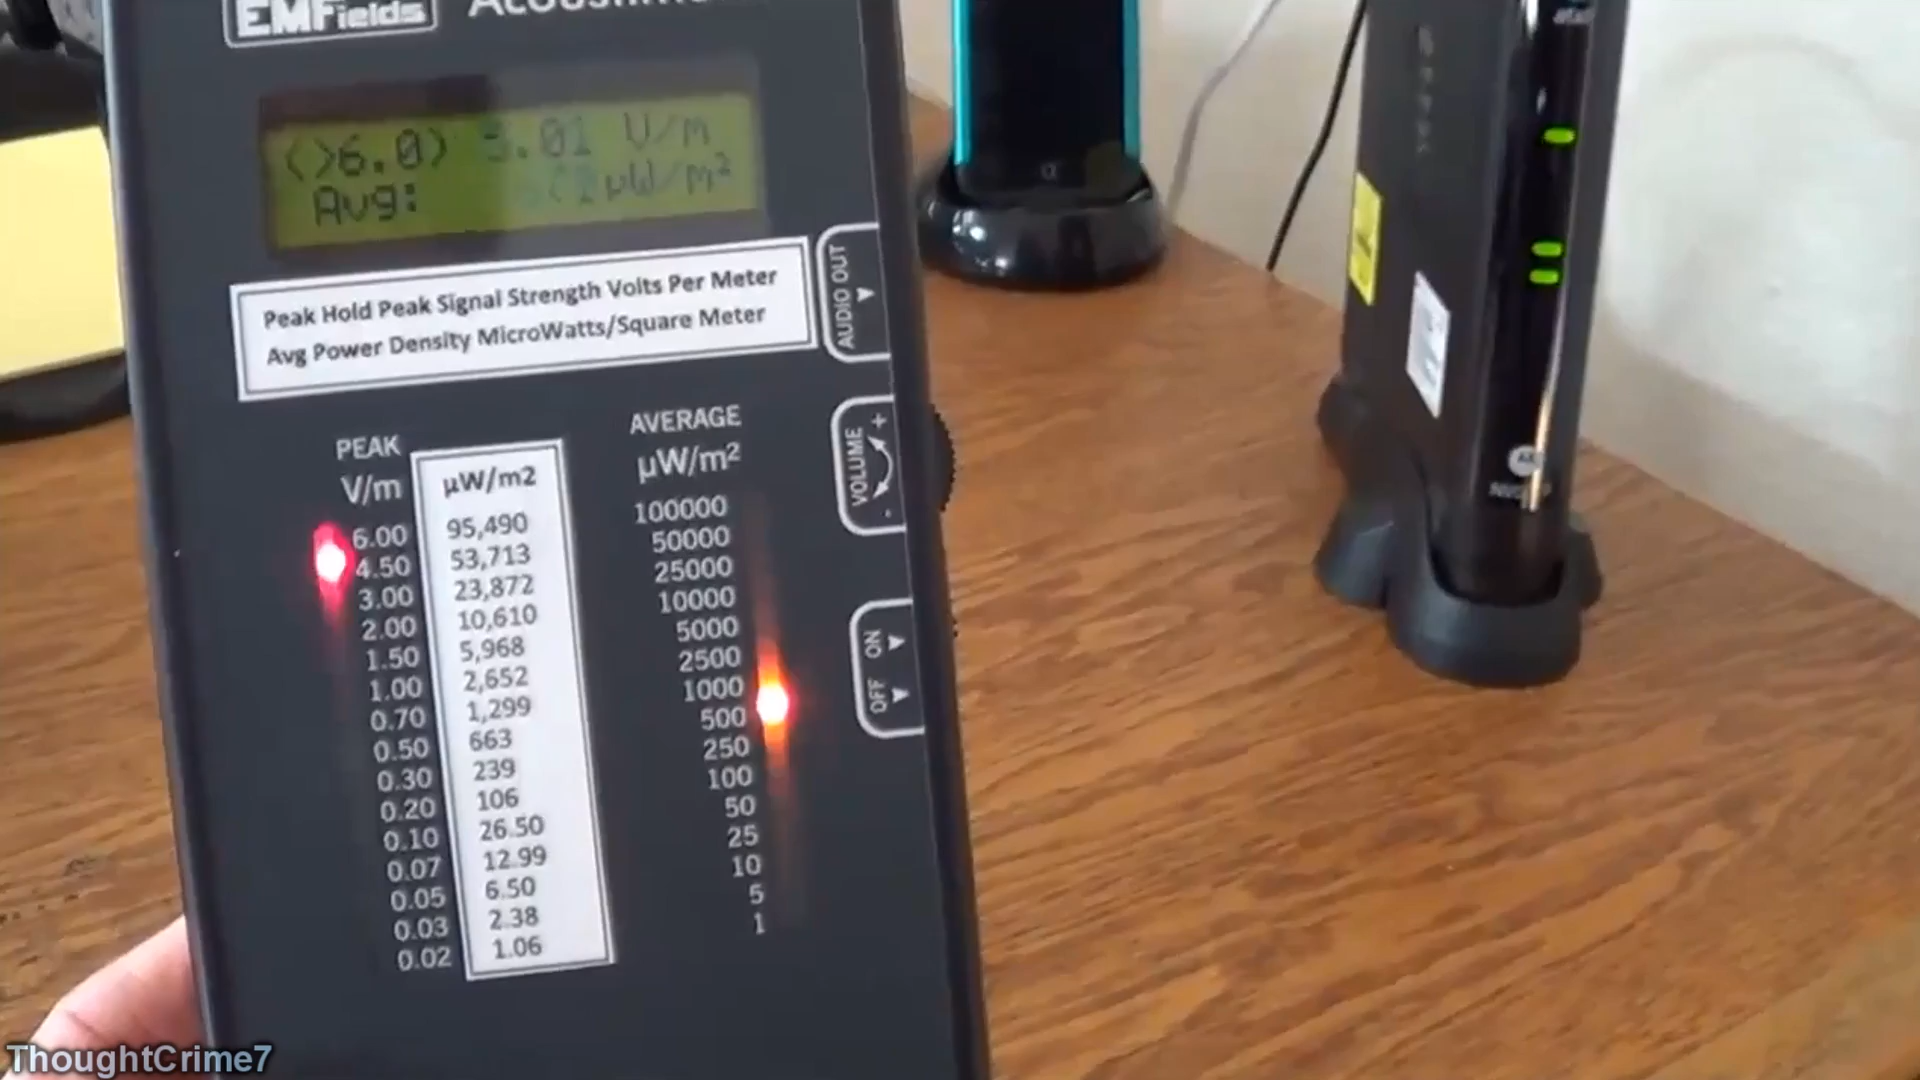 EMFields
(>6.0) 3.01 V/m
Avg: µW/m²
Peak Hold Peak Signal Strength Volts Per Meter
Avg Power Density MicroWatts/Square Meter
AUDIO OUT
VOLUME
+
-
ON
OFF
PEAK
V/m
6.00
4.50
3.00
2.00
1.50
1.00
0.70
0.50
0.30
0.20
0.10
0.07
0.05
0.03
0.02
µW/m2
95,490
53,713
23,872
10,610
5,968
2,652
1,299
663
239
106
26.50
12.99
6.50
2.38
1.06
AVERAGE
µW/m²
100000
50000
25000
10000
5000
2500
1000
500
250
100
50
25
10
5
1
at&t
ThoughtCrime7